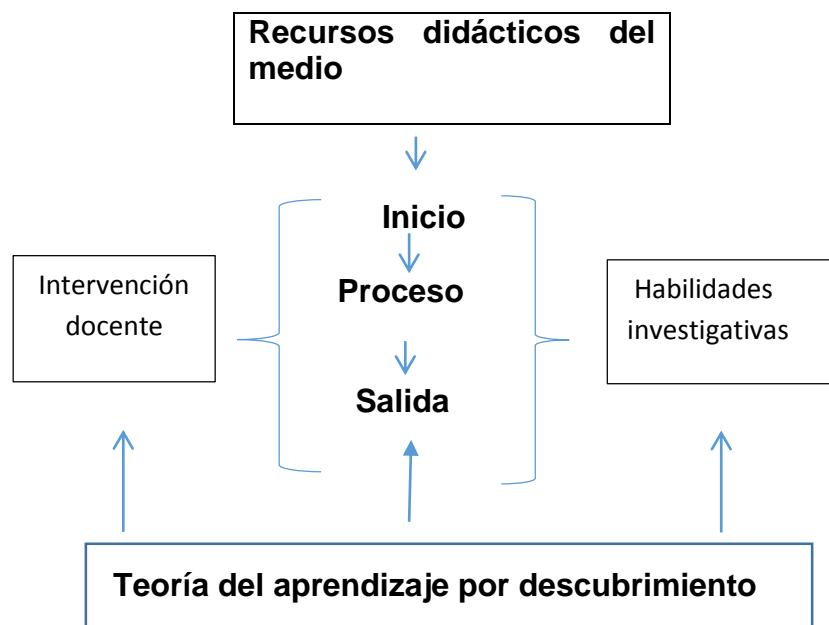 Recursos didácticos del
medio
Inicio
Intervención
docente
Proceso
Habilidades
investigativas
Salida
Teoría del aprendizaje por descubrimiento